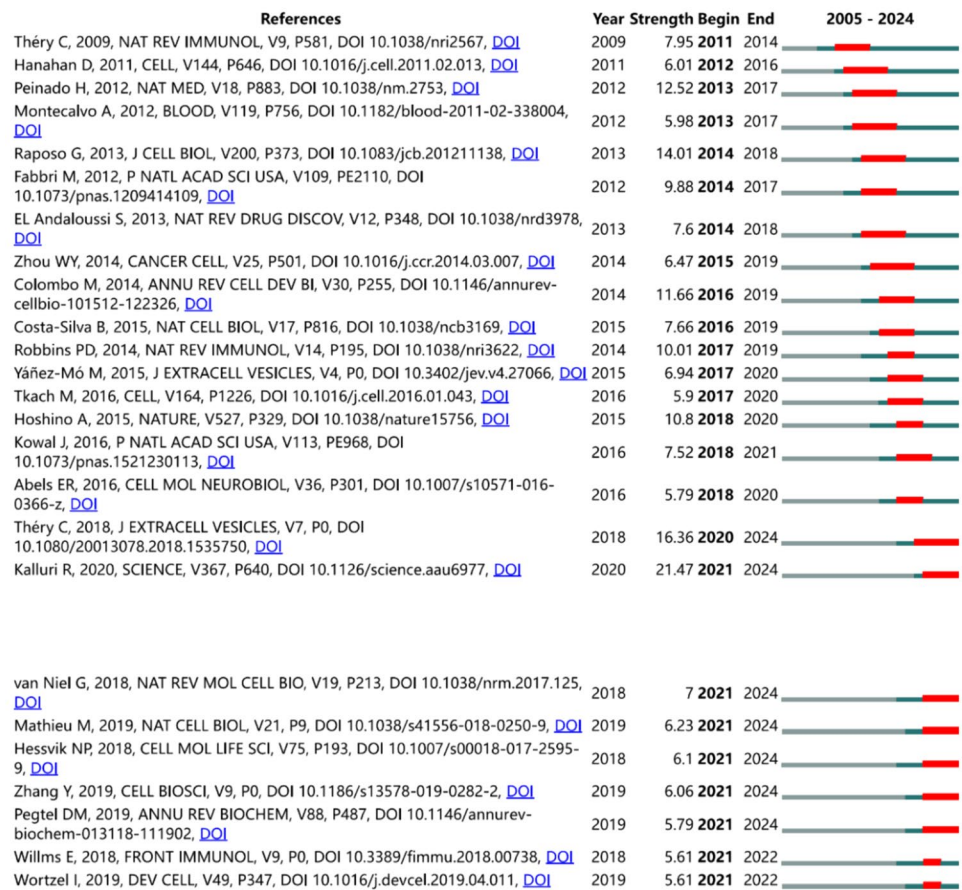 References Year Strength Begin End 2005 - 2024
Théry C, 2009, NAT REV IMMUNOL, V9, P581, DOI 10.1038/nri2567, DOI 2009 7.95 2011 2014
Hanahan D, 2011, CELL, V144, P646, DOI 10.1016/j.cell.2011.02.013, DOI 2011 6.01 2012 2016
Peinado H, 2012, NAT MED, V18, P883, DOI 10.1038/nm.2753, DOI 2012 12.52 2013 2017
Montecalvo A, 2012, BLOOD, V119, P756, DOI 10.1182/blood-2011-02-338004,
DOI 2012 5.98 2013 2017
Raposo G, 2013, J CELL BIOL, V200, P373, DOI 10.1083/jcb.201211138, DOI 2013 14.01 2014 2018
Fabbri M, 2012, P NATL ACAD SCI USA, V109, PE2110, DOI
10.1073/pnas.1209414109, DOI 2012 9.88 2014 2017
EL Andaloussi S, 2013, NAT REV DRUG DISCOV, V12, P348, DOI 10.1038/nrd3978,
DOI 2013 7.6 2014 2018
Zhou WY, 2014, CANCER CELL, V25, P501, DOI 10.1016/j.ccr.2014.03.007, DOI 2014 6.47 2015 2019
Colombo M, 2014, ANNU REV CELL DEV BI, V30, P255, DOI 10.1146/annurev-
cellbio-101512-122326, DOI 2014 11.66 2016 2019
Costa-Silva B, 2015, NAT CELL BIOL, V17, P816, DOI 10.1038/ncb3169, DOI 2015 7.66 2016 2019
Robbins PD, 2014, NAT REV IMMUNOL, V14, P195, DOI 10.1038/nri3622, DOI 2014 10.01 2017 2019
Yáñez-Mó M, 2015, J EXTRACELL VESICLES, V4, P0, DOI 10.3402/jev.v4.27066, DOI 2015 6.94 2017 2020
Tkach M, 2016, CELL, V164, P1226, DOI 10.1016/j.cell.2016.01.043, DOI 2016 5.9 2017 2020
Hoshino A, 2015, NATURE, V527, P329, DOI 10.1038/nature15756, DOI 2015 10.8 2018 2020
Kowal J, 2016, P NATL ACAD SCI USA, V113, PE968, DOI
10.1073/pnas.1521230113, DOI 2016 7.52 2018 2021
Abels ER, 2016, CELL MOL NEUROBIOL, V36, P301, DOI 10.1007/s10571-016-
0366-z, DOI 2016 5.79 2018 2020
Théry C, 2018, J EXTRACELL VESICLES, V7, P0, DOI
10.1080/20013078.2018.1535750, DOI 2018 16.36 2020 2024
Kalluri R, 2020, SCIENCE, V367, P640, DOI 10.1126/science.aau6977, DOI 2020 21.47 2021 2024
van Niel G, 2018, NAT REV MOL CELL BIO, V19, P213, DOI 10.1038/nrm.2017.125,
DOI 2018 7 2021 2024
Mathieu M, 2019, NAT CELL BIOL, V21, P9, DOI 10.1038/s41556-018-0250-9, DOI 2019 6.23 2021 2024
Hessvik NP, 2018, CELL MOL LIFE SCI, V75, P193, DOI 10.1007/s00018-017-2595-
9, DOI 2018 6.1 2021 2024
Zhang Y, 2019, CELL BIOSCI, V9, P0, DOI 10.1186/s13578-019-0282-2, DOI 2019 6.06 2021 2024
Pegtel DM, 2019, ANNU REV BIOCHEM, V88, P487, DOI 10.1146/annurev-
biochem-013118-111902, DOI 2019 5.79 2021 2024
Willms E, 2018, FRONT IMMUNOL, V9, P0, DOI 10.3389/fimmu.2018.00738, DOI 2018 5.61 2021 2022
Wortzel I, 2019, DEV CELL, V49, P347, DOI 10.1016/j.devcel.2019.04.011, DOI 2019 5.61 2021 2022